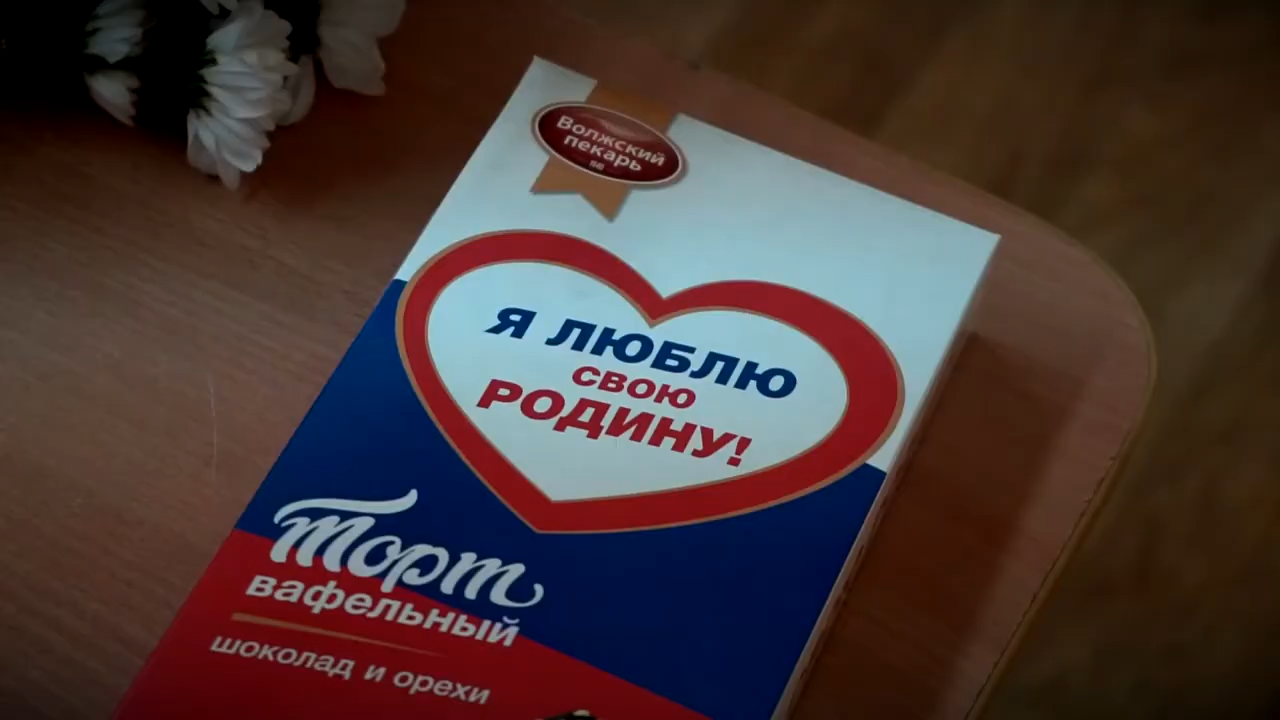 Волжский
пекарь
Я ЛЮБЛЮ
СВОЮ
РОДИНУ!
Торт
вафельный
шоколад и орехи